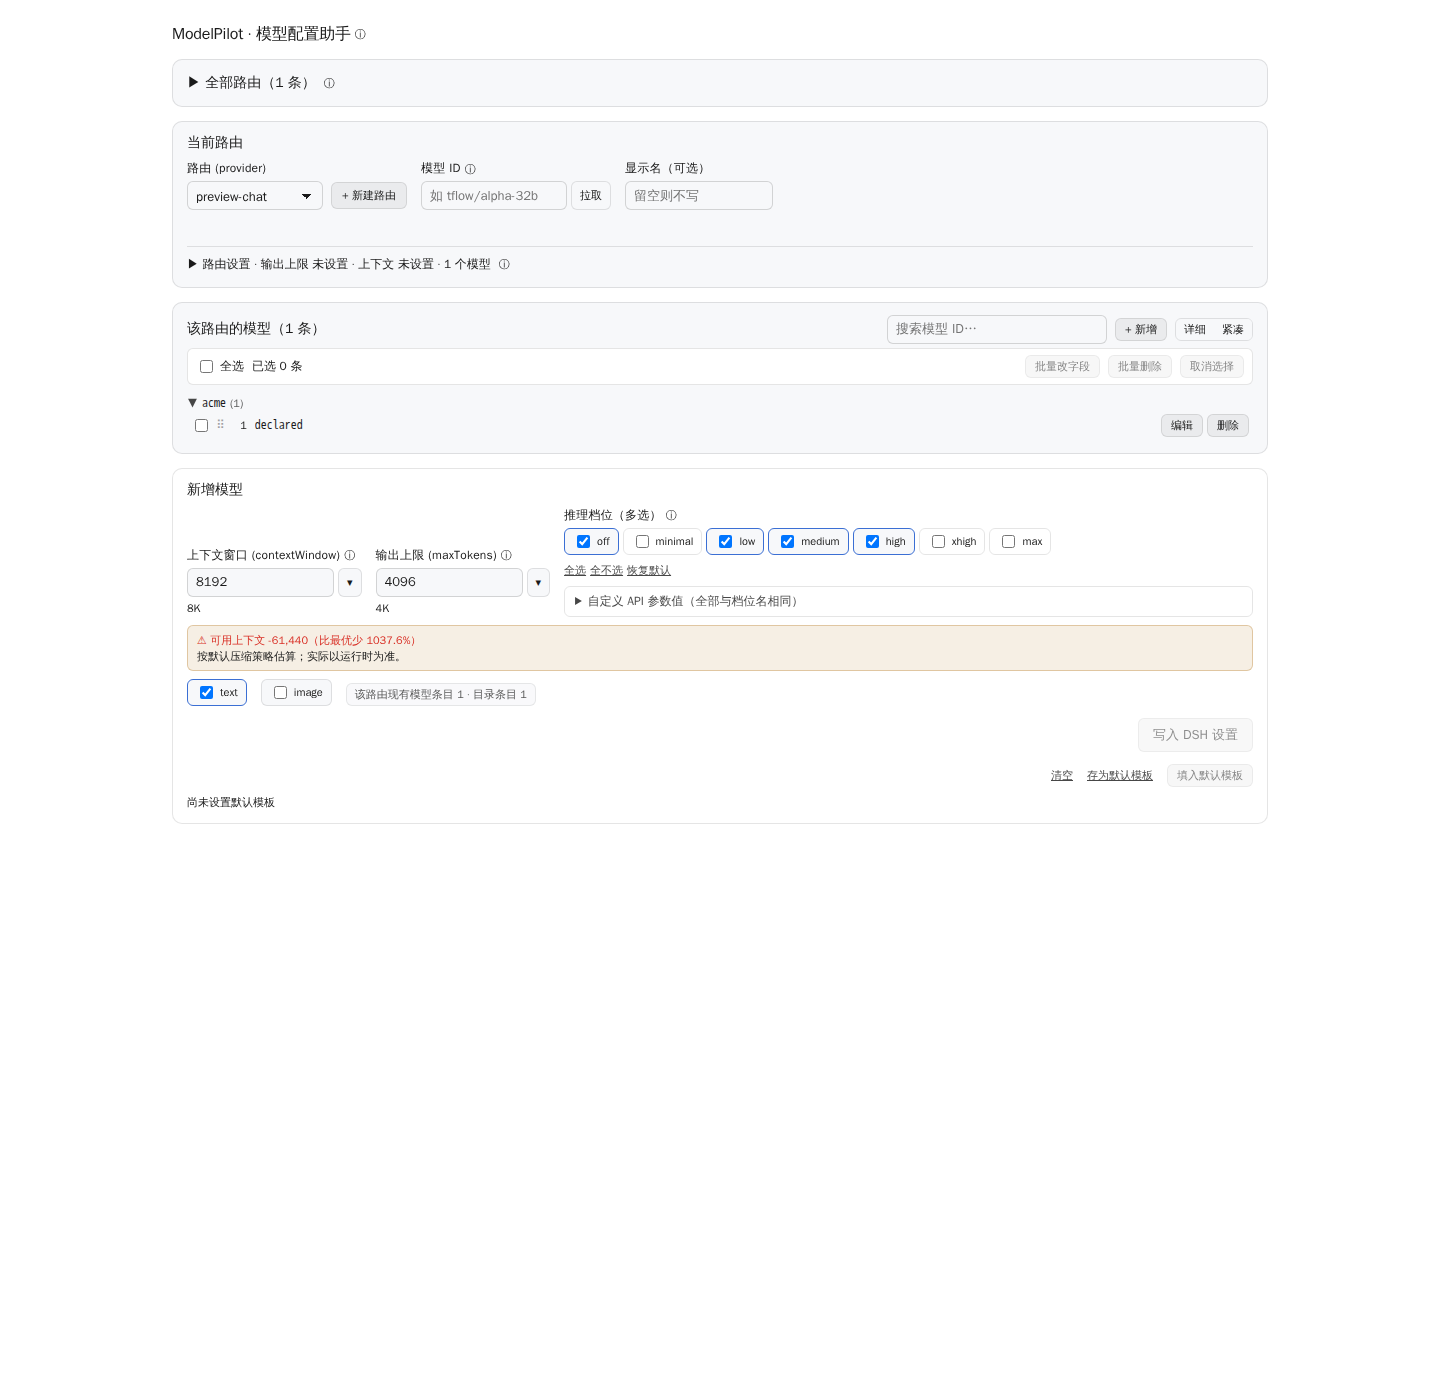 ModelPilot · 模型配置助手 ⓘ
▶ 全部路由（1 条） ⓘ
当前路由
路由 (provider) 模型 ID ⓘ 显示名（可选）
preview-chat + 新建路由 如 tflow/alpha-32b 拉取 留空则不写
▶ 路由设置 · 输出上限 未设置 · 上下文 未设置 · 1 个模型 ⓘ
该路由的模型（1 条） 搜索模型 ID… + 新增 详细 紧凑
全选 已选 0 条 批量改字段 批量删除 取消选择
▼ acme (1)
⠿ 1 declared 编辑 删除
新增模型
推理档位（多选） ⓘ
off minimal low medium high xhigh max
上下文窗口 (contextWindow) ⓘ 输出上限 (maxTokens) ⓘ
全选 全不选 恢复默认
8192 ▾ 4096 ▾
▶ 自定义 API 参数值（全部与档位名相同）
8K 4K
⚠ 可用上下文 -61,440（比最优少 1037.6%）
按默认压缩策略估算；实际以运行时为准。
text image 该路由现有模型条目 1 · 目录条目 1
写入 DSH 设置
清空 存为默认模板 填入默认模板
尚未设置默认模板